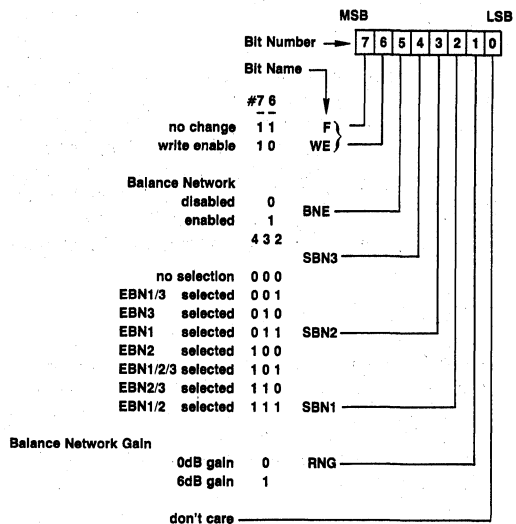 MSB LSB
Bit Number 7 6 5 4 3 2 1 0
Bit Name
#7 6
no change 1 1 F
write enable 1 0 WE
Balance Network
disabled 0
enabled 1 BNE
4 3 2
SBN3
no selection 0 0 0
EBN1/3 selected 0 0 1
EBN3 selected 0 1 0
EBN1 selected 0 1 1 SBN2
EBN2 selected 1 0 0
EBN1/2/3 selected 1 0 1
EBN2/3 selected 1 1 0
EBN1/2 selected 1 1 1 SBN1
Balance Network Gain
0dB gain 0 RNG
6dB gain 1
don't care